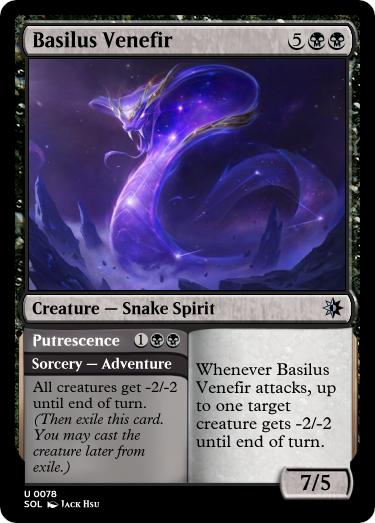 Basilus Venefir 5
Creature — Snake Spirit
Putrescence 1
Sorcery — Adventure
All creatures get -2/-2
until end of turn.
(Then exile this card.
You may cast the
creature later from
exile.)
Whenever Basilus
Venefir attacks, up
to one target
creature gets -2/-2
until end of turn.
7/5
U 0078
SOL Jack Hsu